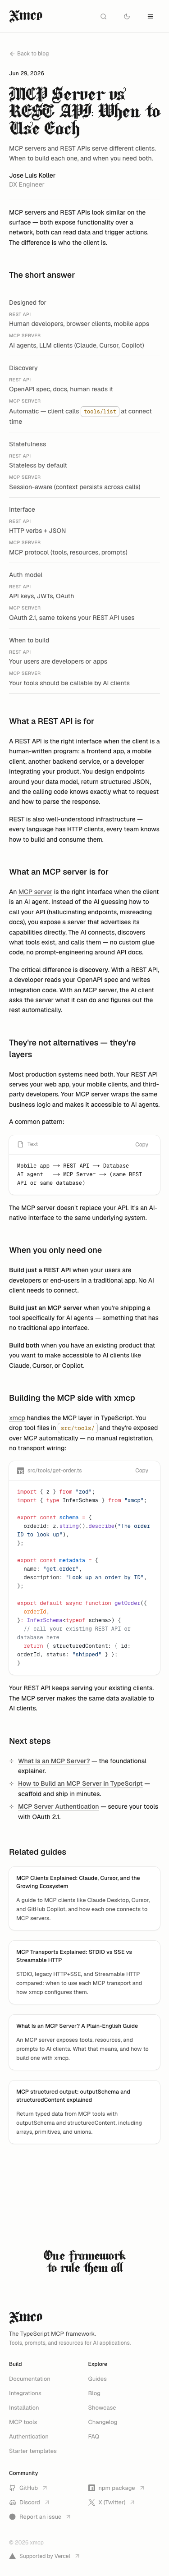 Xmcp
Back to blog
Jun 29, 2026
MCP Server vs
REST API: When to
Use Each
MCP servers and REST APIs serve different clients.
When to build each one, and when you need both.
Jose Luis Koller
DX Engineer
MCP servers and REST APIs look similar on the
surface — both expose functionality over a
network, both can read data and trigger actions.
The difference is who the client is.
The short answer
Designed for
REST API
Human developers, browser clients, mobile apps
MCP SERVER
AI agents, LLM clients (Claude, Cursor, Copilot)
Discovery
REST API
OpenAPI spec, docs, human reads it
MCP SERVER
Automatic — client calls tools/list at connect
time
Statefulness
REST API
Stateless by default
MCP SERVER
Session-aware (context persists across calls)
Interface
REST API
HTTP verbs + JSON
MCP SERVER
MCP protocol (tools, resources, prompts)
Auth model
REST API
API keys, JWTs, OAuth
MCP SERVER
OAuth 2.1, same tokens your REST API uses
When to build
REST API
Your users are developers or apps
MCP SERVER
Your tools should be callable by AI clients
What a REST API is for
A REST API is the right interface when the client is a
human-written program: a frontend app, a mobile
client, another backend service, or a developer
integrating your product. You design endpoints
around your data model, return structured JSON,
and the calling code knows exactly what to request
and how to parse the response.
REST is also well-understood infrastructure —
every language has HTTP clients, every team knows
how to build and consume them.
What an MCP server is for
An MCP server is the right interface when the client
is an AI agent. Instead of the AI guessing how to
call your API (hallucinating endpoints, misreading
docs), you expose a server that advertises its
capabilities directly. The AI connects, discovers
what tools exist, and calls them — no custom glue
code, no prompt-engineering around API docs.
The critical difference is discovery. With a REST API,
a developer reads your OpenAPI spec and writes
integration code. With an MCP server, the AI client
asks the server what it can do and figures out the
rest automatically.
They're not alternatives — they're
layers
Most production systems need both. Your REST API
serves your web app, your mobile clients, and third-
party developers. Your MCP server wraps the same
business logic and makes it accessible to AI agents.
A common pattern:
Text
Copy
Mobile app → REST API → Database
AI agent → MCP Server → (same REST
API or same database)
The MCP server doesn't replace your API. It's an AI-
native interface to the same underlying system.
When you only need one
Build just a REST API when your users are
developers or end-users in a traditional app. No AI
client needs to connect.
Build just an MCP server when you're shipping a
tool specifically for AI agents — something that has
no traditional app interface.
Build both when you have an existing product that
you want to make accessible to AI clients like
Claude, Cursor, or Copilot.
Building the MCP side with xmcp
xmcp handles the MCP layer in TypeScript. You
drop tool files in src/tools/ and they're exposed
over MCP automatically — no manual registration,
no transport wiring:
src/tools/get-order.ts
Copy
import { z } from "zod";
import { type InferSchema } from "xmcp";
export const schema = {
orderId: z.string().describe("The order
ID to look up"),
};
export const metadata = {
name: "get_order",
description: "Look up an order by ID",
};
export default async function getOrder({
orderId,
}: InferSchema<typeof schema>) {
// call your existing REST API or
database here
return { structuredContent: { id:
orderId, status: "shipped" } };
}
Your REST API keeps serving your existing clients.
The MCP server makes the same data available to
AI clients.
Next steps
What Is an MCP Server? — the foundational
explainer.
How to Build an MCP Server in TypeScript —
scaffold and ship in minutes.
MCP Server Authentication — secure your tools
with OAuth 2.1.
Related guides
MCP Clients Explained: Claude, Cursor, and the
Growing Ecosystem
A guide to MCP clients like Claude Desktop, Cursor,
and GitHub Copilot, and how each one connects to
MCP servers.
MCP Transports Explained: STDIO vs SSE vs
Streamable HTTP
STDIO, legacy HTTP+SSE, and Streamable HTTP
compared: when to use each MCP transport and
how xmcp configures them.
What is an MCP Server? A Plain-English Guide
An MCP server exposes tools, resources, and
prompts to AI clients. What that means, and how to
build one with xmcp.
MCP structured output: outputSchema and
structuredContent explained
Return typed data from MCP tools with
outputSchema and structuredContent, including
arrays, primitives, and unions.
One framework
to rule them all
Xmcp
The TypeScript MCP framework.
Tools, prompts, and resources for AI applications.
Build
Explore
Documentation
Guides
Integrations
Blog
Installation
Showcase
MCP tools
Changelog
Authentication
FAQ
Starter templates
Community
GitHub
npm package
Discord
X (Twitter)
Report an issue
© 2026 xmcp
Supported by Vercel